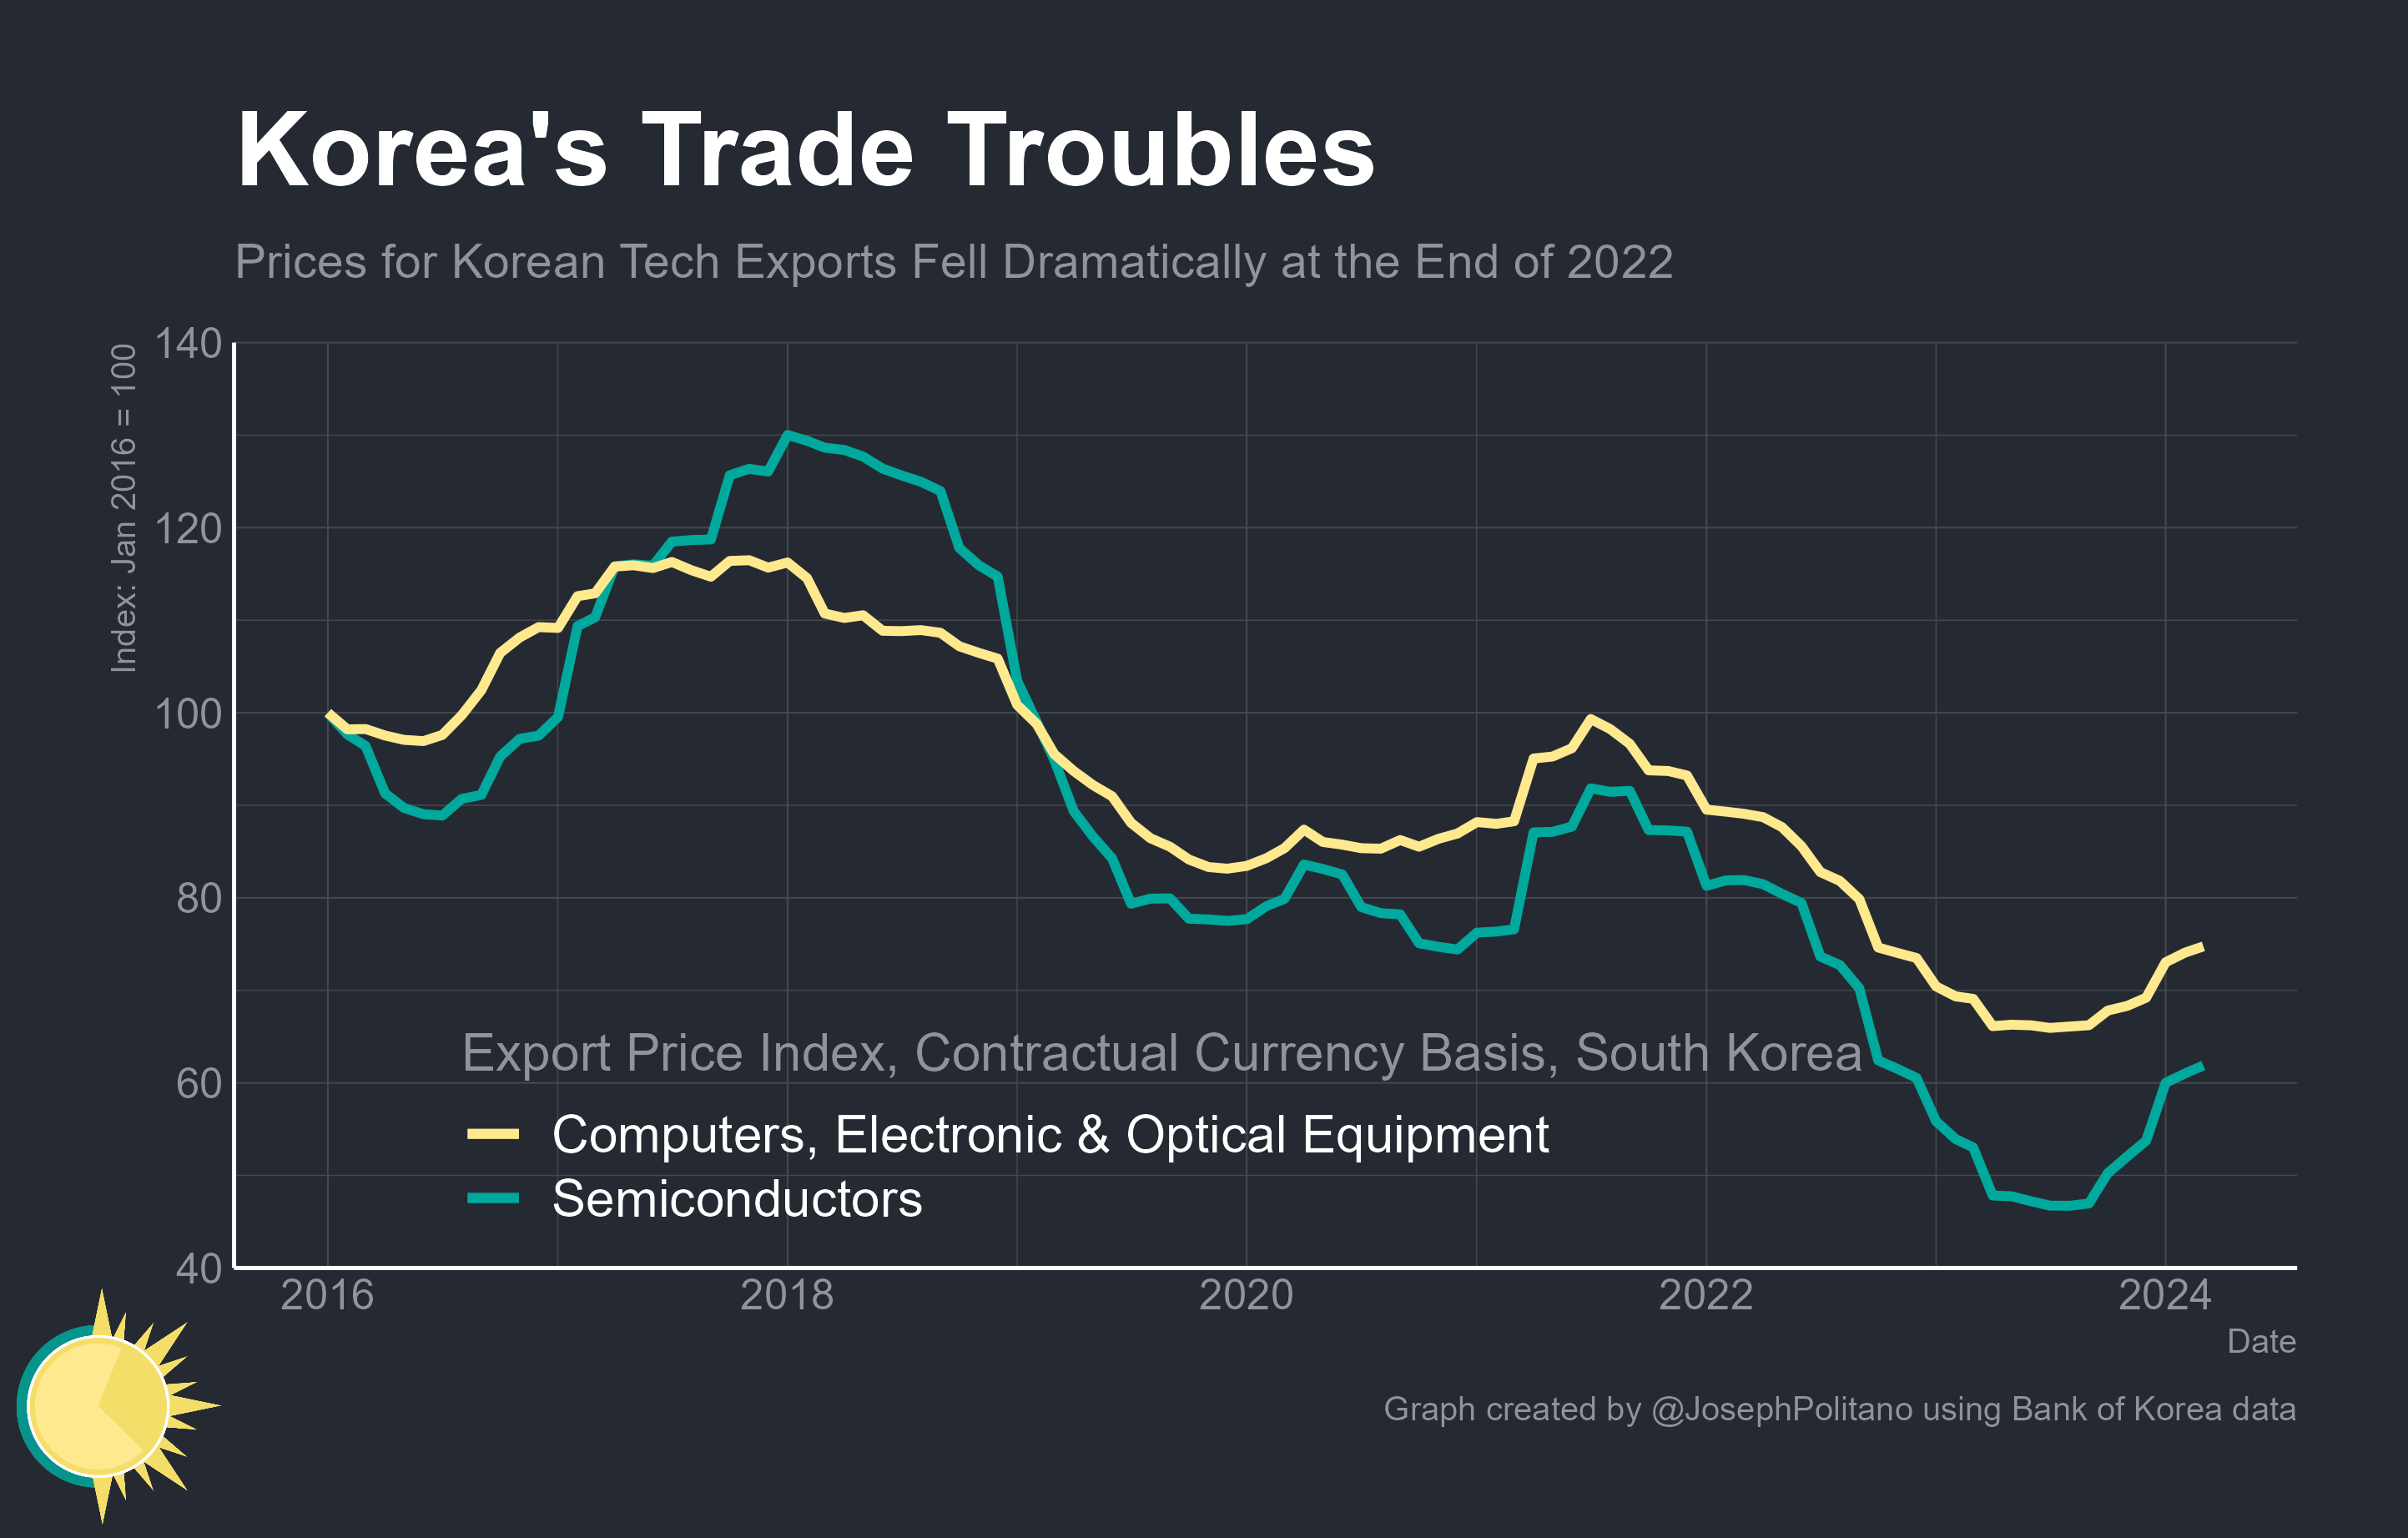 Korea's Trade Troubles
Prices for Korean Tech Exports Fell Dramatically at the End of 2022
Index: Jan 2016 = 100
140
120
100
80
60
40
Export Price Index, Contractual Currency Basis, South Korea
Computers, Electronic & Optical Equipment
Semiconductors
2016 2018 2020 2022 2024
Date
Graph created by @JosephPolitano using Bank of Korea data